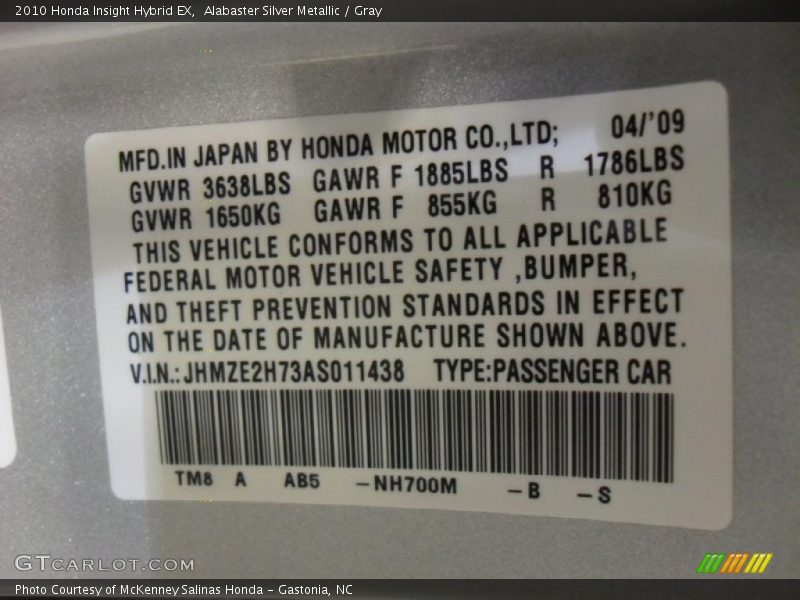 2010 Honda Insight Hybrid EX,  Alabaster Silver Metallic / Gray
MFD.IN JAPAN BY HONDA MOTOR CO.,LTD; 04/'09
GVWR 3638LBS GAWR F 1885LBS R 1786LBS
GVWR 1650KG GAWR F 855KG R 810KG
THIS VEHICLE CONFORMS TO ALL APPLICABLE
FEDERAL MOTOR VEHICLE SAFETY ,BUMPER,
AND THEFT PREVENTION STANDARDS IN EFFECT
ON THE DATE OF MANUFACTURE SHOWN ABOVE.
V.I.N.: JHMZE2H73AS011438 TYPE:PASSENGER CAR
TM8 A AB5 -NH700M -B -S
GTCARLOT.COM
Photo Courtesy of McKenney Salinas Honda - Gastonia, NC